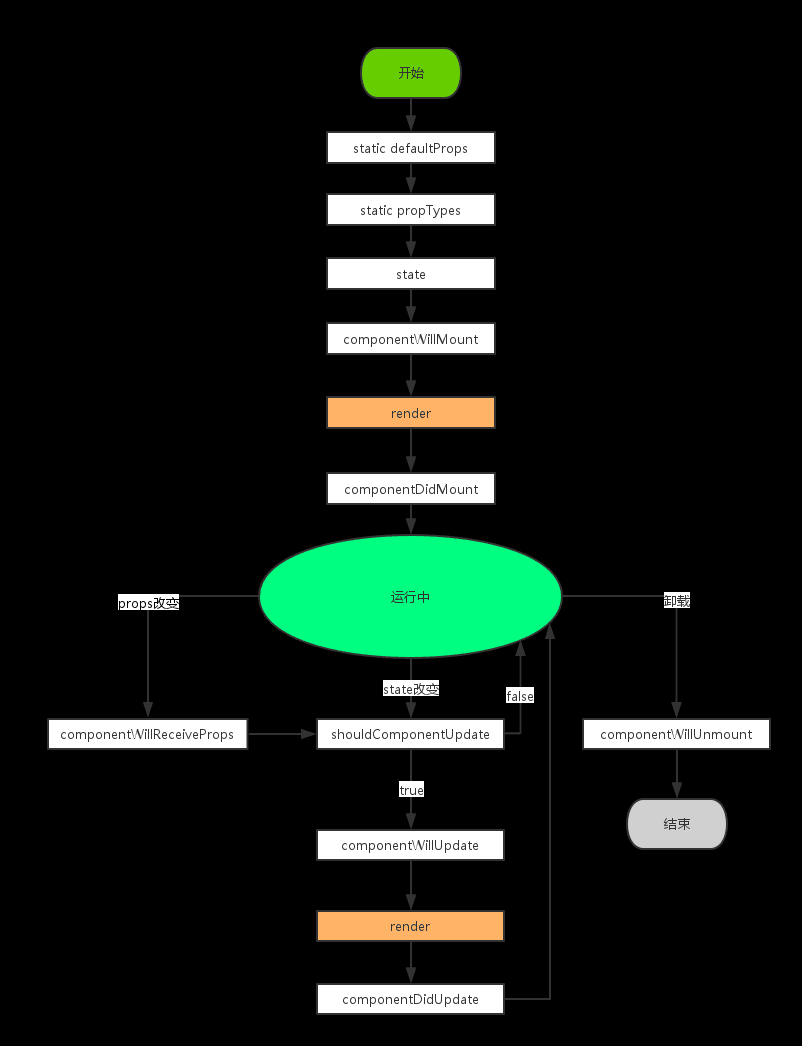 开始
static defaultProps
static propTypes
state
componentWillMount
render
componentDidMount
运行中
props改变
卸载
state改变
false
componentWillReceiveProps
shouldComponentUpdate
componentWillUnmount
true
结束
componentWillUpdate
render
componentDidUpdate